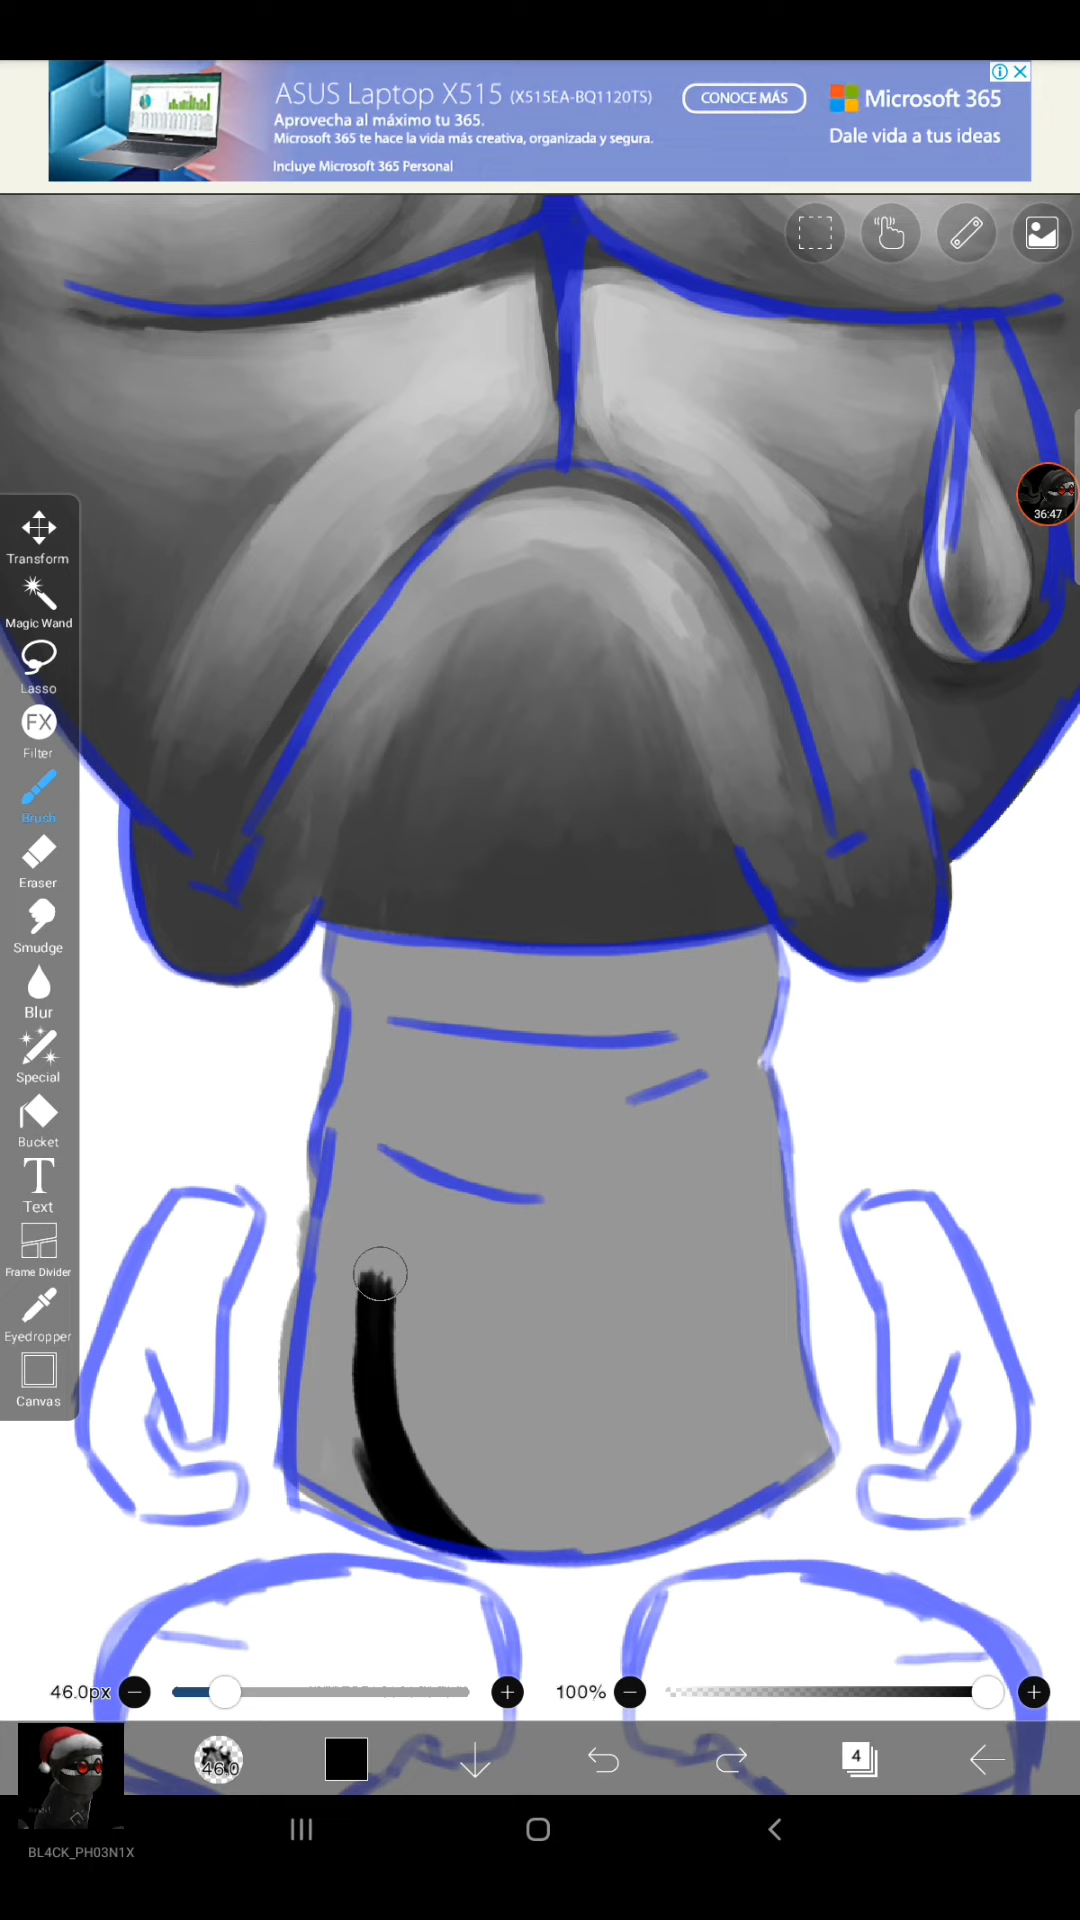 ASUS Laptop X515 (X515EA-BQ1120TS)
Aprovecha al máximo tu 365.
Microsoft 365 te hace la vida más creativa, organizada y segura.
Incluye Microsoft 365 Personal
CONOCE MÁS
Microsoft 365
Dale vida a tus ideas
36:47
Transform
Magic Wand
Lasso
FX
Filter
Brush
Eraser
Smudge
Blur
Special
Bucket
T
Text
Frame Divider
Eyedropper
Canvas
46.0px
100%
46.0
4
BL4CK_PH03N1X